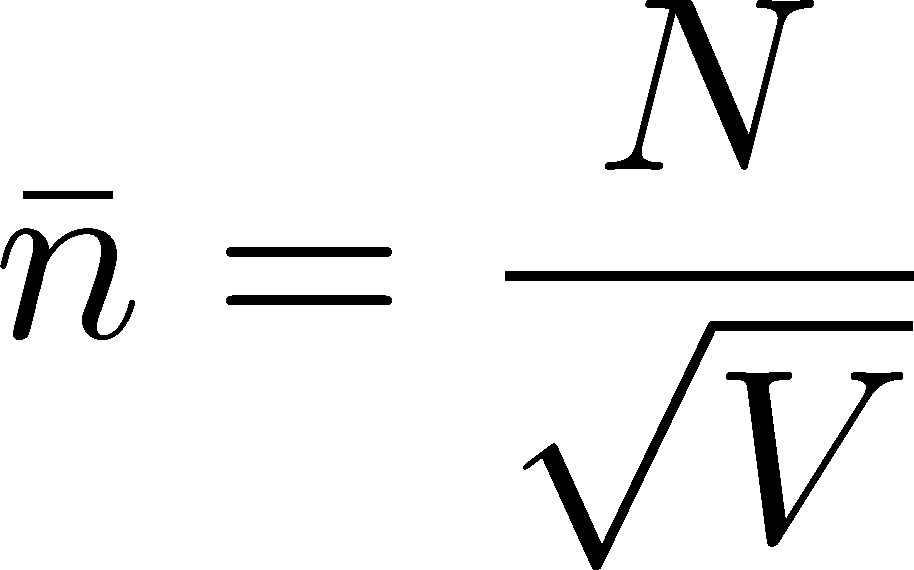 n̄ = N / √V